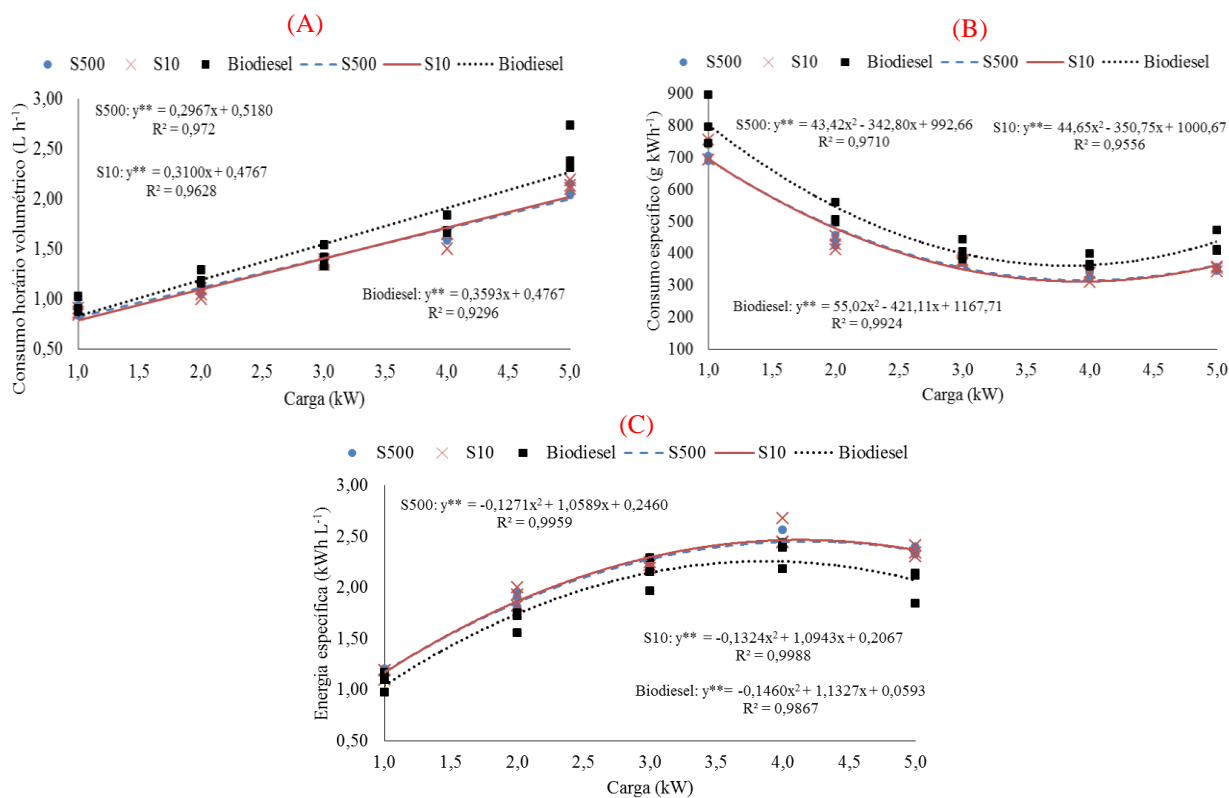 (A)
S500 S10 Biodiesel S500 S10 Biodiesel
Consumo horário volumétrico (L h⁻¹)
3,00
2,50
2,00
1,50
1,00
0,50
S500: y** = 0,2967x + 0,5180
R² = 0,972
S10: y** = 0,3100x + 0,4767
R² = 0,9628
Biodiesel: y** = 0,3593x + 0,4767
R² = 0,9296
1,0 1,5 2,0 2,5 3,0 3,5 4,0 4,5 5,0
Carga (kW)
(B)
S500 S10 Biodiesel S500 S10 Biodiesel
Consumo específico (g kWh⁻¹)
900
800
700
600
500
400
300
200
100
S500: y** = 43,42x² - 342,80x + 992,66
R² = 0,9710
S10: y** = 44,65x² - 350,75x + 1000,67
R² = 0,9556
Biodiesel: y** = 55,02x² - 421,11x + 1167,71
R² = 0,9924
1,0 1,5 2,0 2,5 3,0 3,5 4,0 4,5 5,0
Carga (kW)
(C)
S500 S10 Biodiesel S500 S10 Biodiesel
Energia específica (kWh L⁻¹)
3,00
2,50
2,00
1,50
1,00
0,50
S500: y** = -0,1271x² + 1,0589x + 0,2460
R² = 0,9959
S10: y** = -0,1324x² + 1,0943x + 0,2067
R² = 0,9988
Biodiesel: y**= -0,1460x² + 1,1327x + 0,0593
R² = 0,9867
1,0 1,5 2,0 2,5 3,0 3,5 4,0 4,5 5,0
Carga (kW)